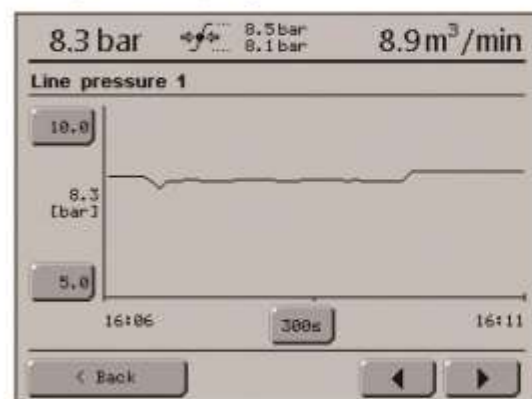 8.3 bar
8.5 bar
8.1 bar
8.9 m³/min
Line pressure 1
10.0
8.3
[bar]
5.0
16:06
300s
16:11
< Back